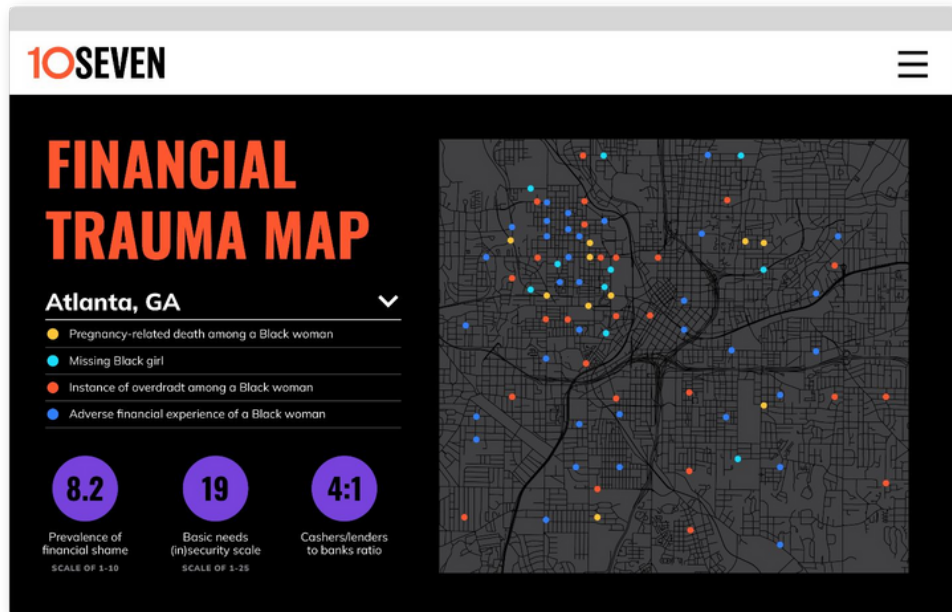 10SEVEN
FINANCIAL
TRAUMA MAP
Atlanta, GA
Pregnancy-related death among a Black woman
Missing Black girl
Instance of overdradt among a Black woman
Adverse financial experience of a Black woman
8.2
Prevalence of
financial shame
SCALE OF 1-10
19
Basic needs
(in)security scale
SCALE OF 1-25
4:1
Cashers/lenders
to banks ratio